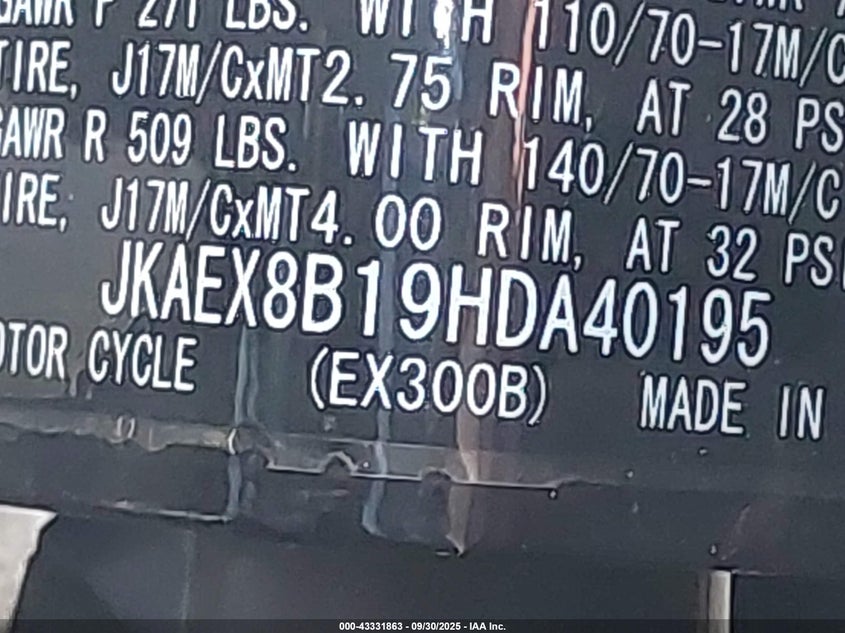 GAWR F 271 LBS. WITH 110/70-17M/C
TIRE, J17M/CxMT2.75 RIM, AT 28 PS
GAWR R 509 LBS. WITH 140/70-17M/C
IRE, J17M/CxMT4.00 RIM, AT 32 PSI
JKAEX8B19HDA40195
OTOR CYCLE (EX300B) MADE IN
000-43331863 - 09/30/2025 - IAA Inc.